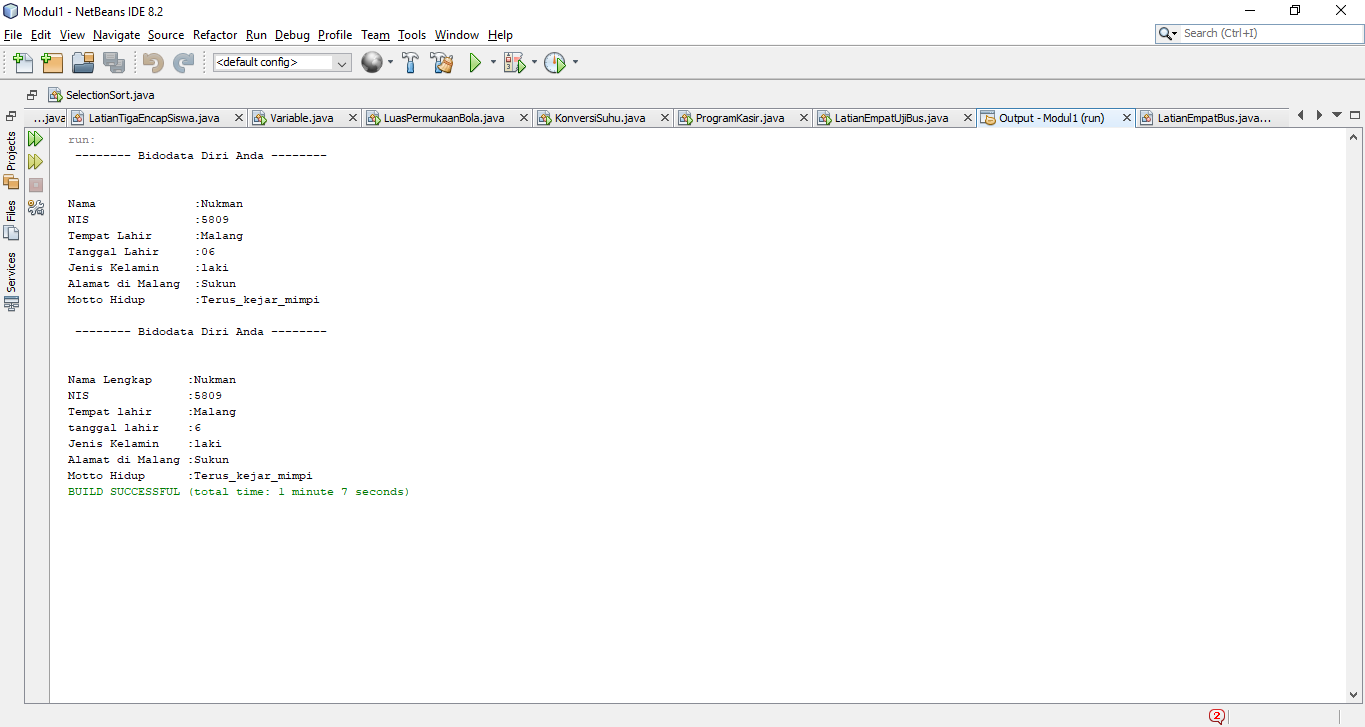 Modul1 - NetBeans IDE 8.2
File Edit View Navigate Source Refactor Run Debug Profile Team Tools Window Help
Search (Ctrl+I)
<default config>
SelectionSort.java
...java LatianTigaEncapSiswa.java Variable.java LuasPermukaanBola.java KonversiSuhu.java ProgramKasir.java LatianEmpatUjiBus.java Output - Modul1 (run) LatianEmpatBus.java...
Projects
Files
Services
run:
-------- Bidodata Diri Anda --------
Nama :Nukman
NIS :5809
Tempat Lahir :Malang
Tanggal Lahir :06
Jenis Kelamin :laki
Alamat di Malang :Sukun
Motto Hidup :Terus_kejar_mimpi
-------- Bidodata Diri Anda --------
Nama Lengkap :Nukman
NIS :5809
Tempat lahir :Malang
tanggal lahir :6
Jenis Kelamin :laki
Alamat di Malang :Sukun
Motto Hidup :Terus_kejar_mimpi
BUILD SUCCESSFUL (total time: 1 minute 7 seconds)
2